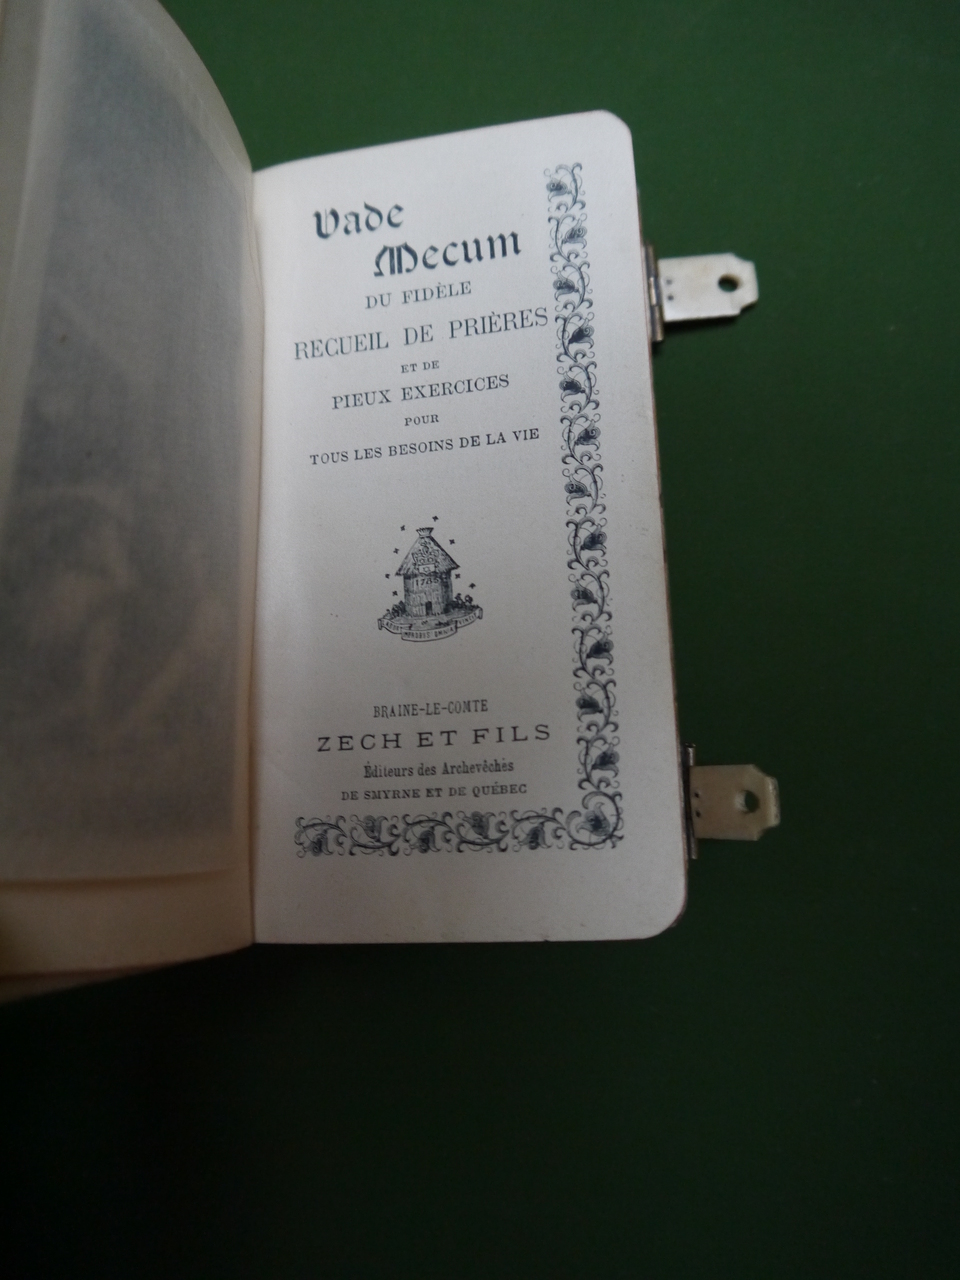 Vade
Mecum
DU FIDÈLE
RECUEIL DE PRIÈRES
ET DE
PIEUX EXERCICES
POUR
TOUS LES BESOINS DE LA VIE
BRAINE-LE-COMTE
ZECH ET FILS
Éditeurs des Archevêchés
DE SMYRNE ET DE QUÉBEC